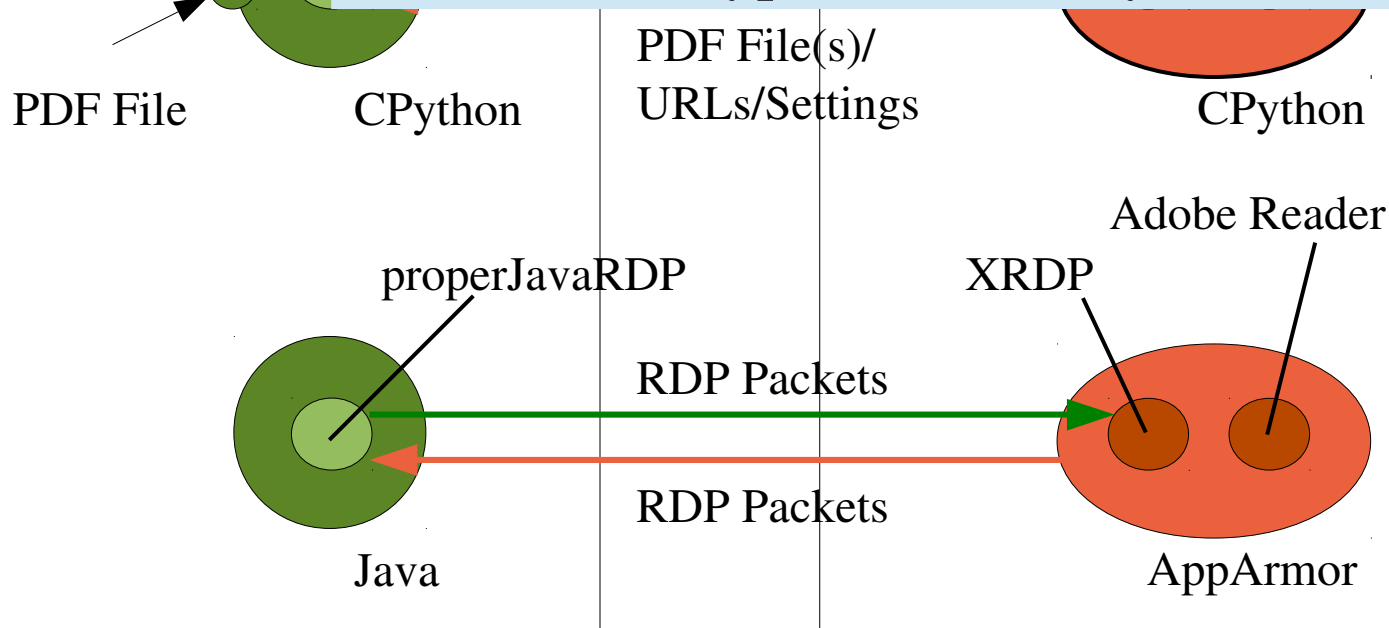 PDF File(s)/
URLs/Settings
PDF File
CPython
CPython
Adobe Reader
properJavaRDP
XRDP
RDP Packets
RDP Packets
Java
AppArmor